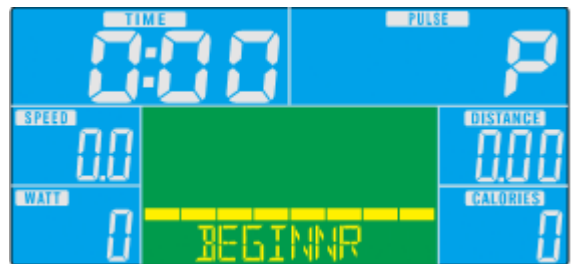 TIME
0:00
PULSE
P
SPEED
0.0
DISTANCE
0.00
WATT
0
CALORIES
0
BEGINNR